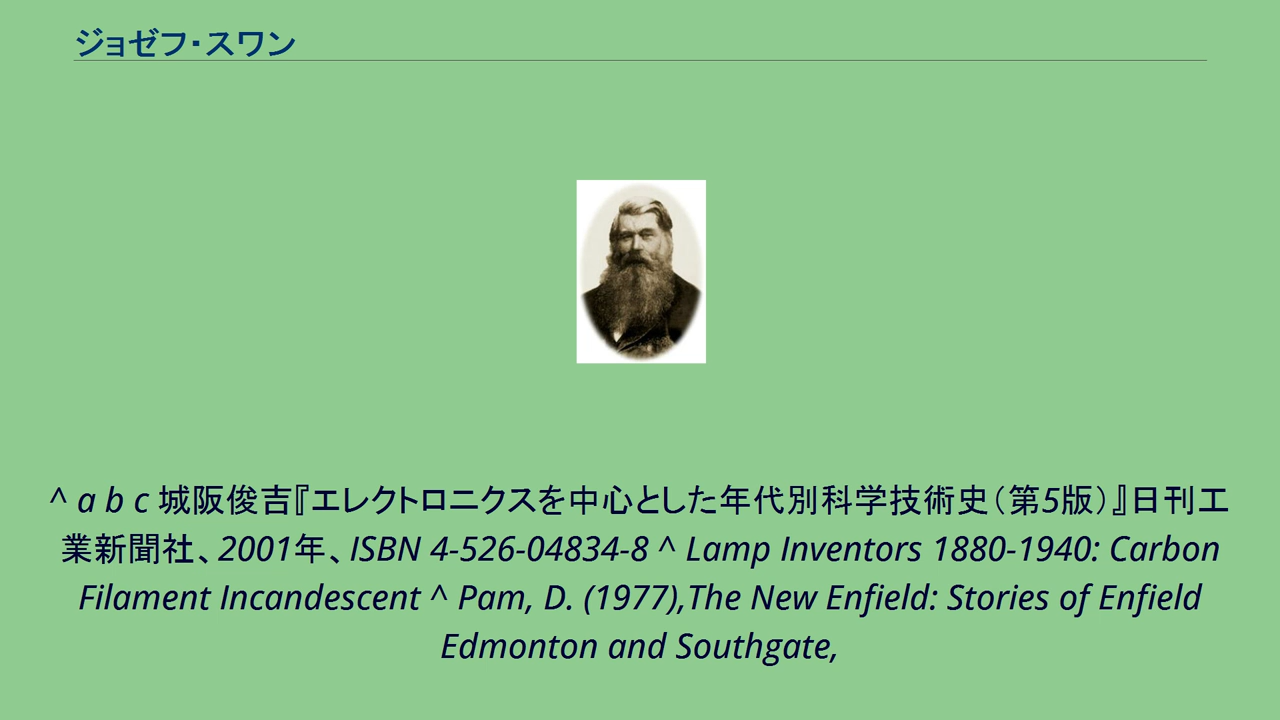 ジョゼフ・スワン
^ a b c 城阪俊吉『エレクトロニクスを中心とした年代別科学技術史（第5版）』日刊工
業新聞社、2001年、ISBN 4-526-04834-8 ^ Lamp Inventors 1880-1940: Carbon
Filament Incandescent ^ Pam, D. (1977),The New Enfield: Stories of Enfield
Edmonton and Southgate,